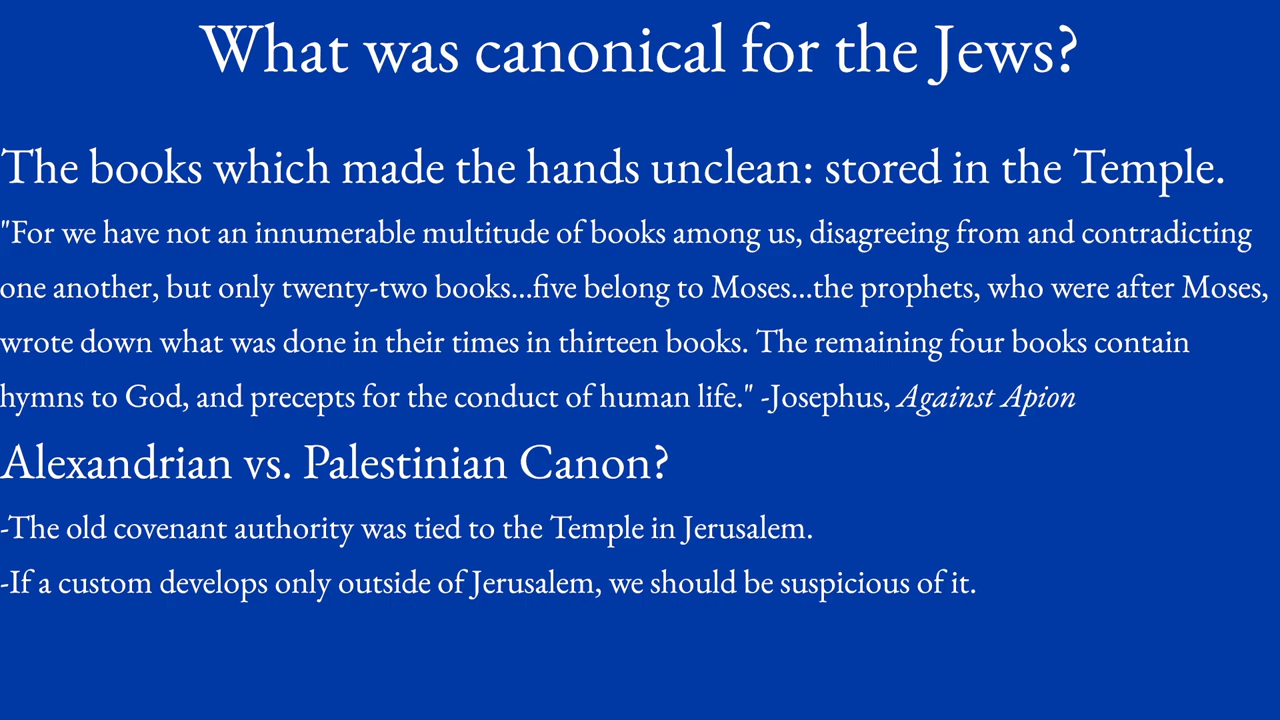 What was canonical for the Jews?
The books which made the hands unclean: stored in the Temple.
"For we have not an innumerable multitude of books among us, disagreeing from and contradicting
one another, but only twenty-two books...five belong to Moses...the prophets, who were after Moses,
wrote down what was done in their times in thirteen books. The remaining four books contain
hymns to God, and precepts for the conduct of human life." -Josephus, Against Apion
Alexandrian vs. Palestinian Canon?
-The old covenant authority was tied to the Temple in Jerusalem.
-If a custom develops only outside of Jerusalem, we should be suspicious of it.